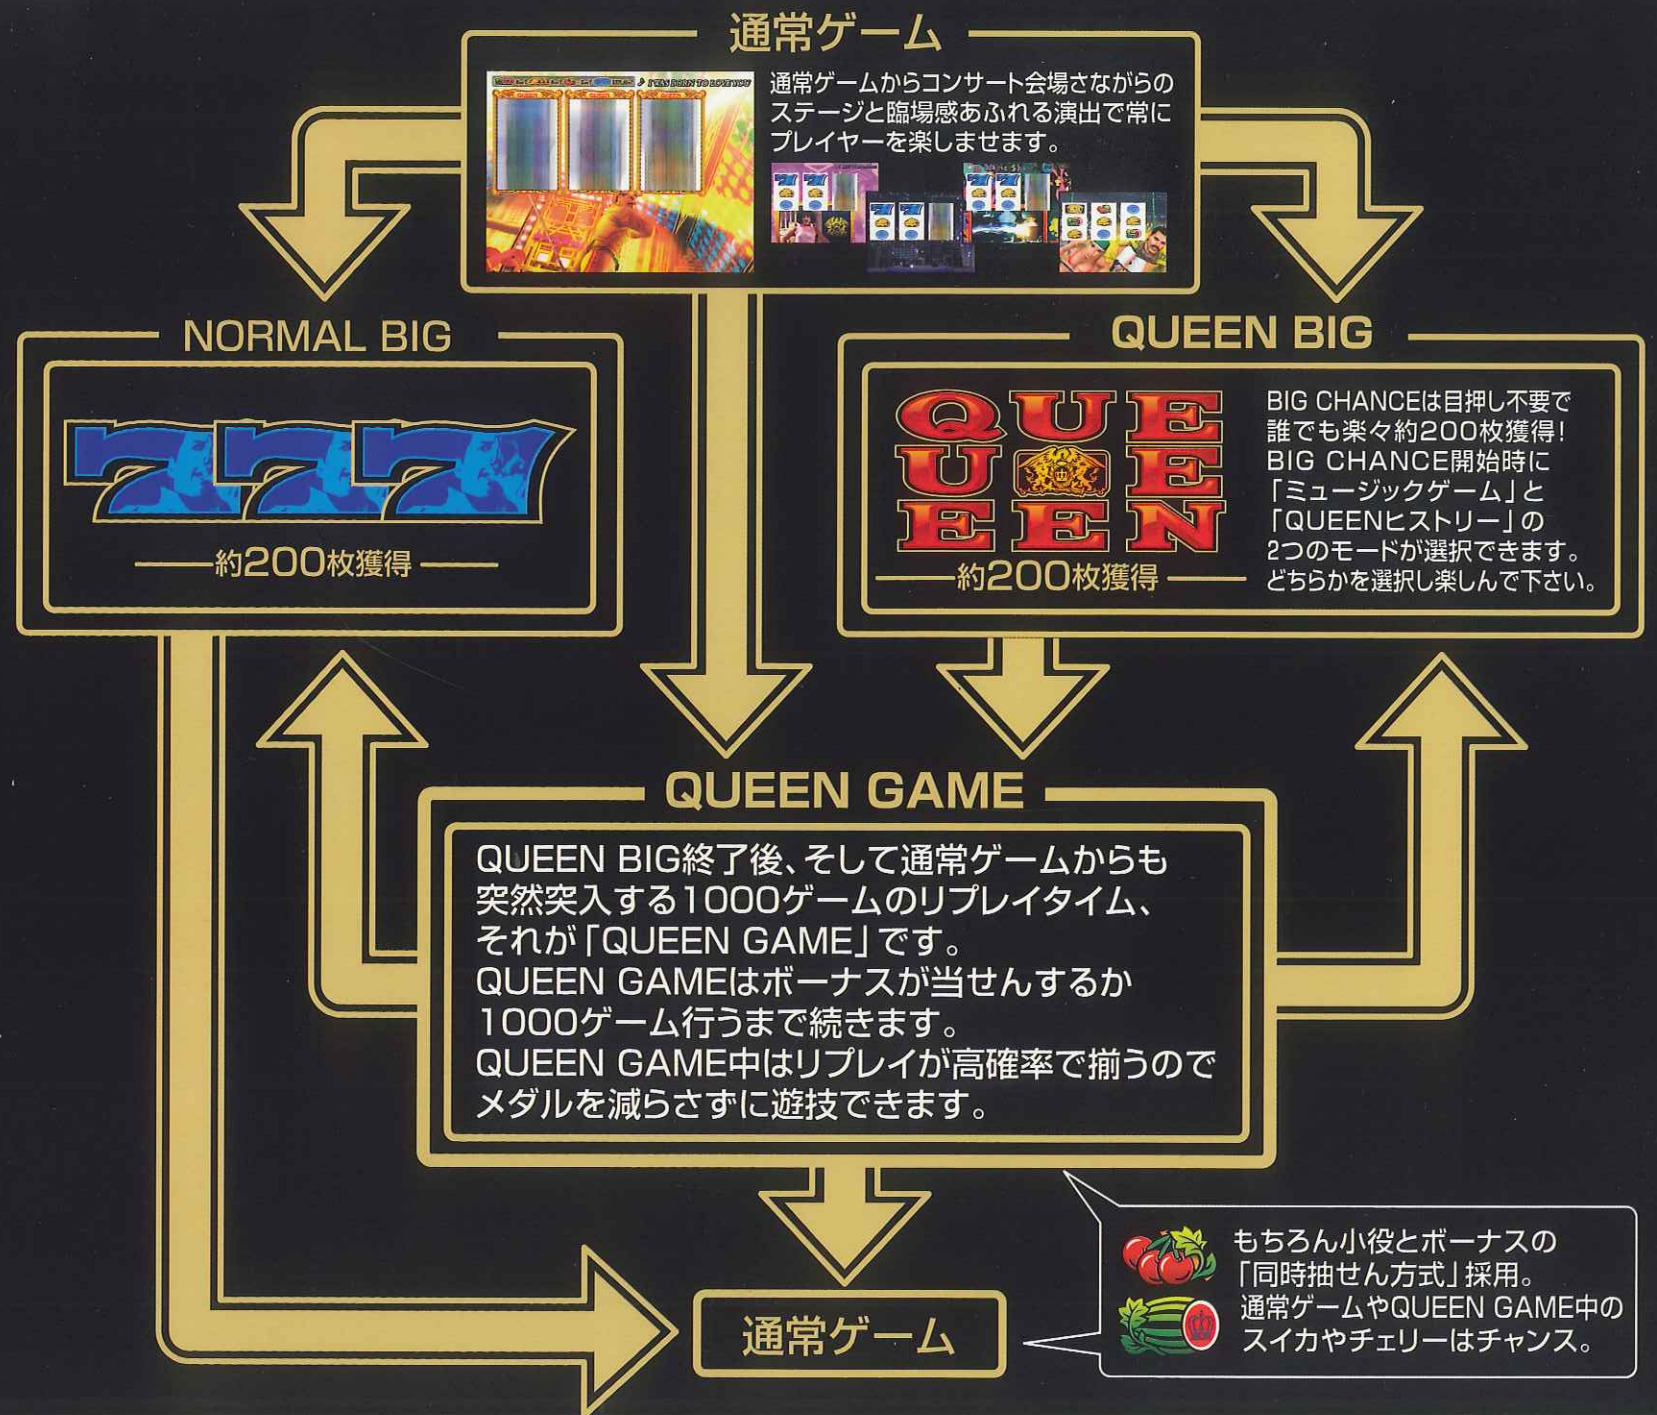 通常ゲーム
♪ I WAS BORN TO LOVE YOU
QUEEN QUEEN QUEEN
通常ゲームからコンサート会場さながらの
ステージと臨場感あふれる演出で常に
プレイヤーを楽しませます。
NORMAL BIG
777
約200枚獲得
QUEEN BIG
QUE
UEE
EEN
約200枚獲得
BIG CHANCEは目押し不要で
誰でも楽々約200枚獲得!
BIG CHANCE開始時に
「ミュージックゲーム」と
「QUEENヒストリー」の
2つのモードが選択できます。
どちらかを選択し楽しんで下さい。
QUEEN GAME
QUEEN BIG終了後、そして通常ゲームからも
突然突入する1000ゲームのリプレイタイム、
それが「QUEEN GAME」です。
QUEEN GAMEはボーナスが当せんするか
1000ゲーム行うまで続きます。
QUEEN GAME中はリプレイが高確率で揃うので
メダルを減らさずに遊技できます。
通常ゲーム
もちろん小役とボーナスの
「同時抽せん方式」採用。
通常ゲームやQUEEN GAME中の
スイカやチェリーはチャンス。